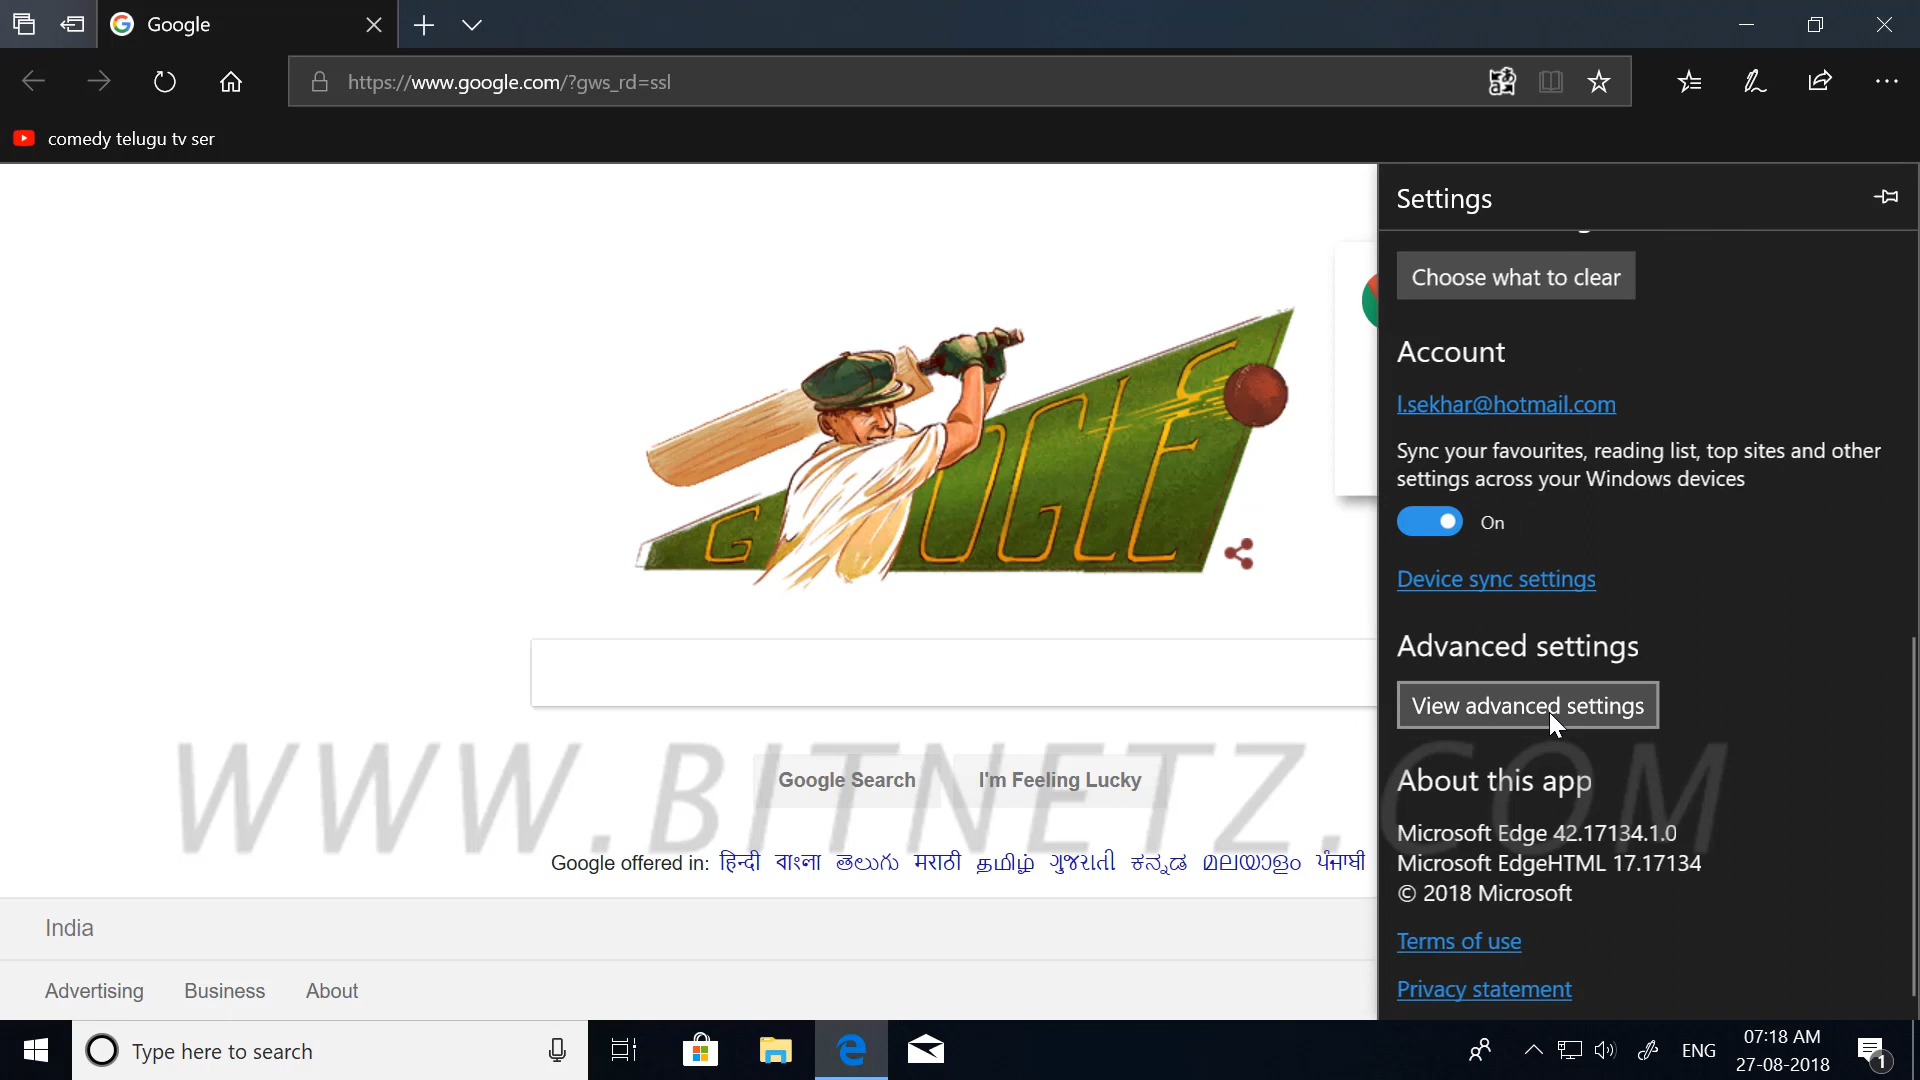 Google
https://www.google.com/?gws_rd=ssl
comedy telugu tv ser
Settings
Choose what to clear
Account
l.sekhar@hotmail.com
Sync your favourites, reading list, top sites and other
settings across your Windows devices
On
Device sync settings
Advanced settings
View advanced settings
About this app
Microsoft Edge 42.17134.1.0
Microsoft EdgeHTML 17.17134
© 2018 Microsoft
Terms of use
Privacy statement
GOOGLE
WWW.BITNETZ.COM
Google Search
I'm Feeling Lucky
Google offered in: हिन्दी বাংলা తెలుగు मराठी தமிழ் ગુજરાતી ಕನ್ನಡ മലയാളം ਪੰਜਾਬੀ
India
Advertising Business About
Type here to search
ENG
07:18 AM
27-08-2018
1